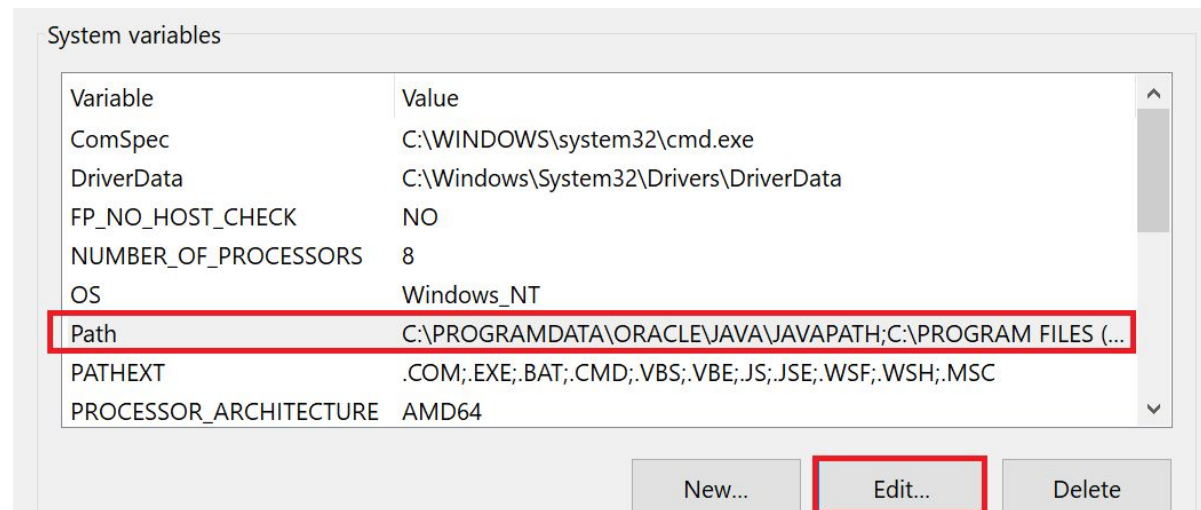 System variables
Variable Value
ComSpec C:\WINDOWS\system32\cmd.exe
DriverData C:\Windows\System32\Drivers\DriverData
FP_NO_HOST_CHECK NO
NUMBER_OF_PROCESSORS 8
OS Windows_NT
Path C:\PROGRAMDATA\ORACLE\JAVA\JAVAPATH;C:\PROGRAM FILES (...
PATHEXT .COM;.EXE;.BAT;.CMD;.VBS;.VBE;.JS;.JSE;.WSF;.WSH;.MSC
PROCESSOR_ARCHITECTURE AMD64
New... Edit... Delete